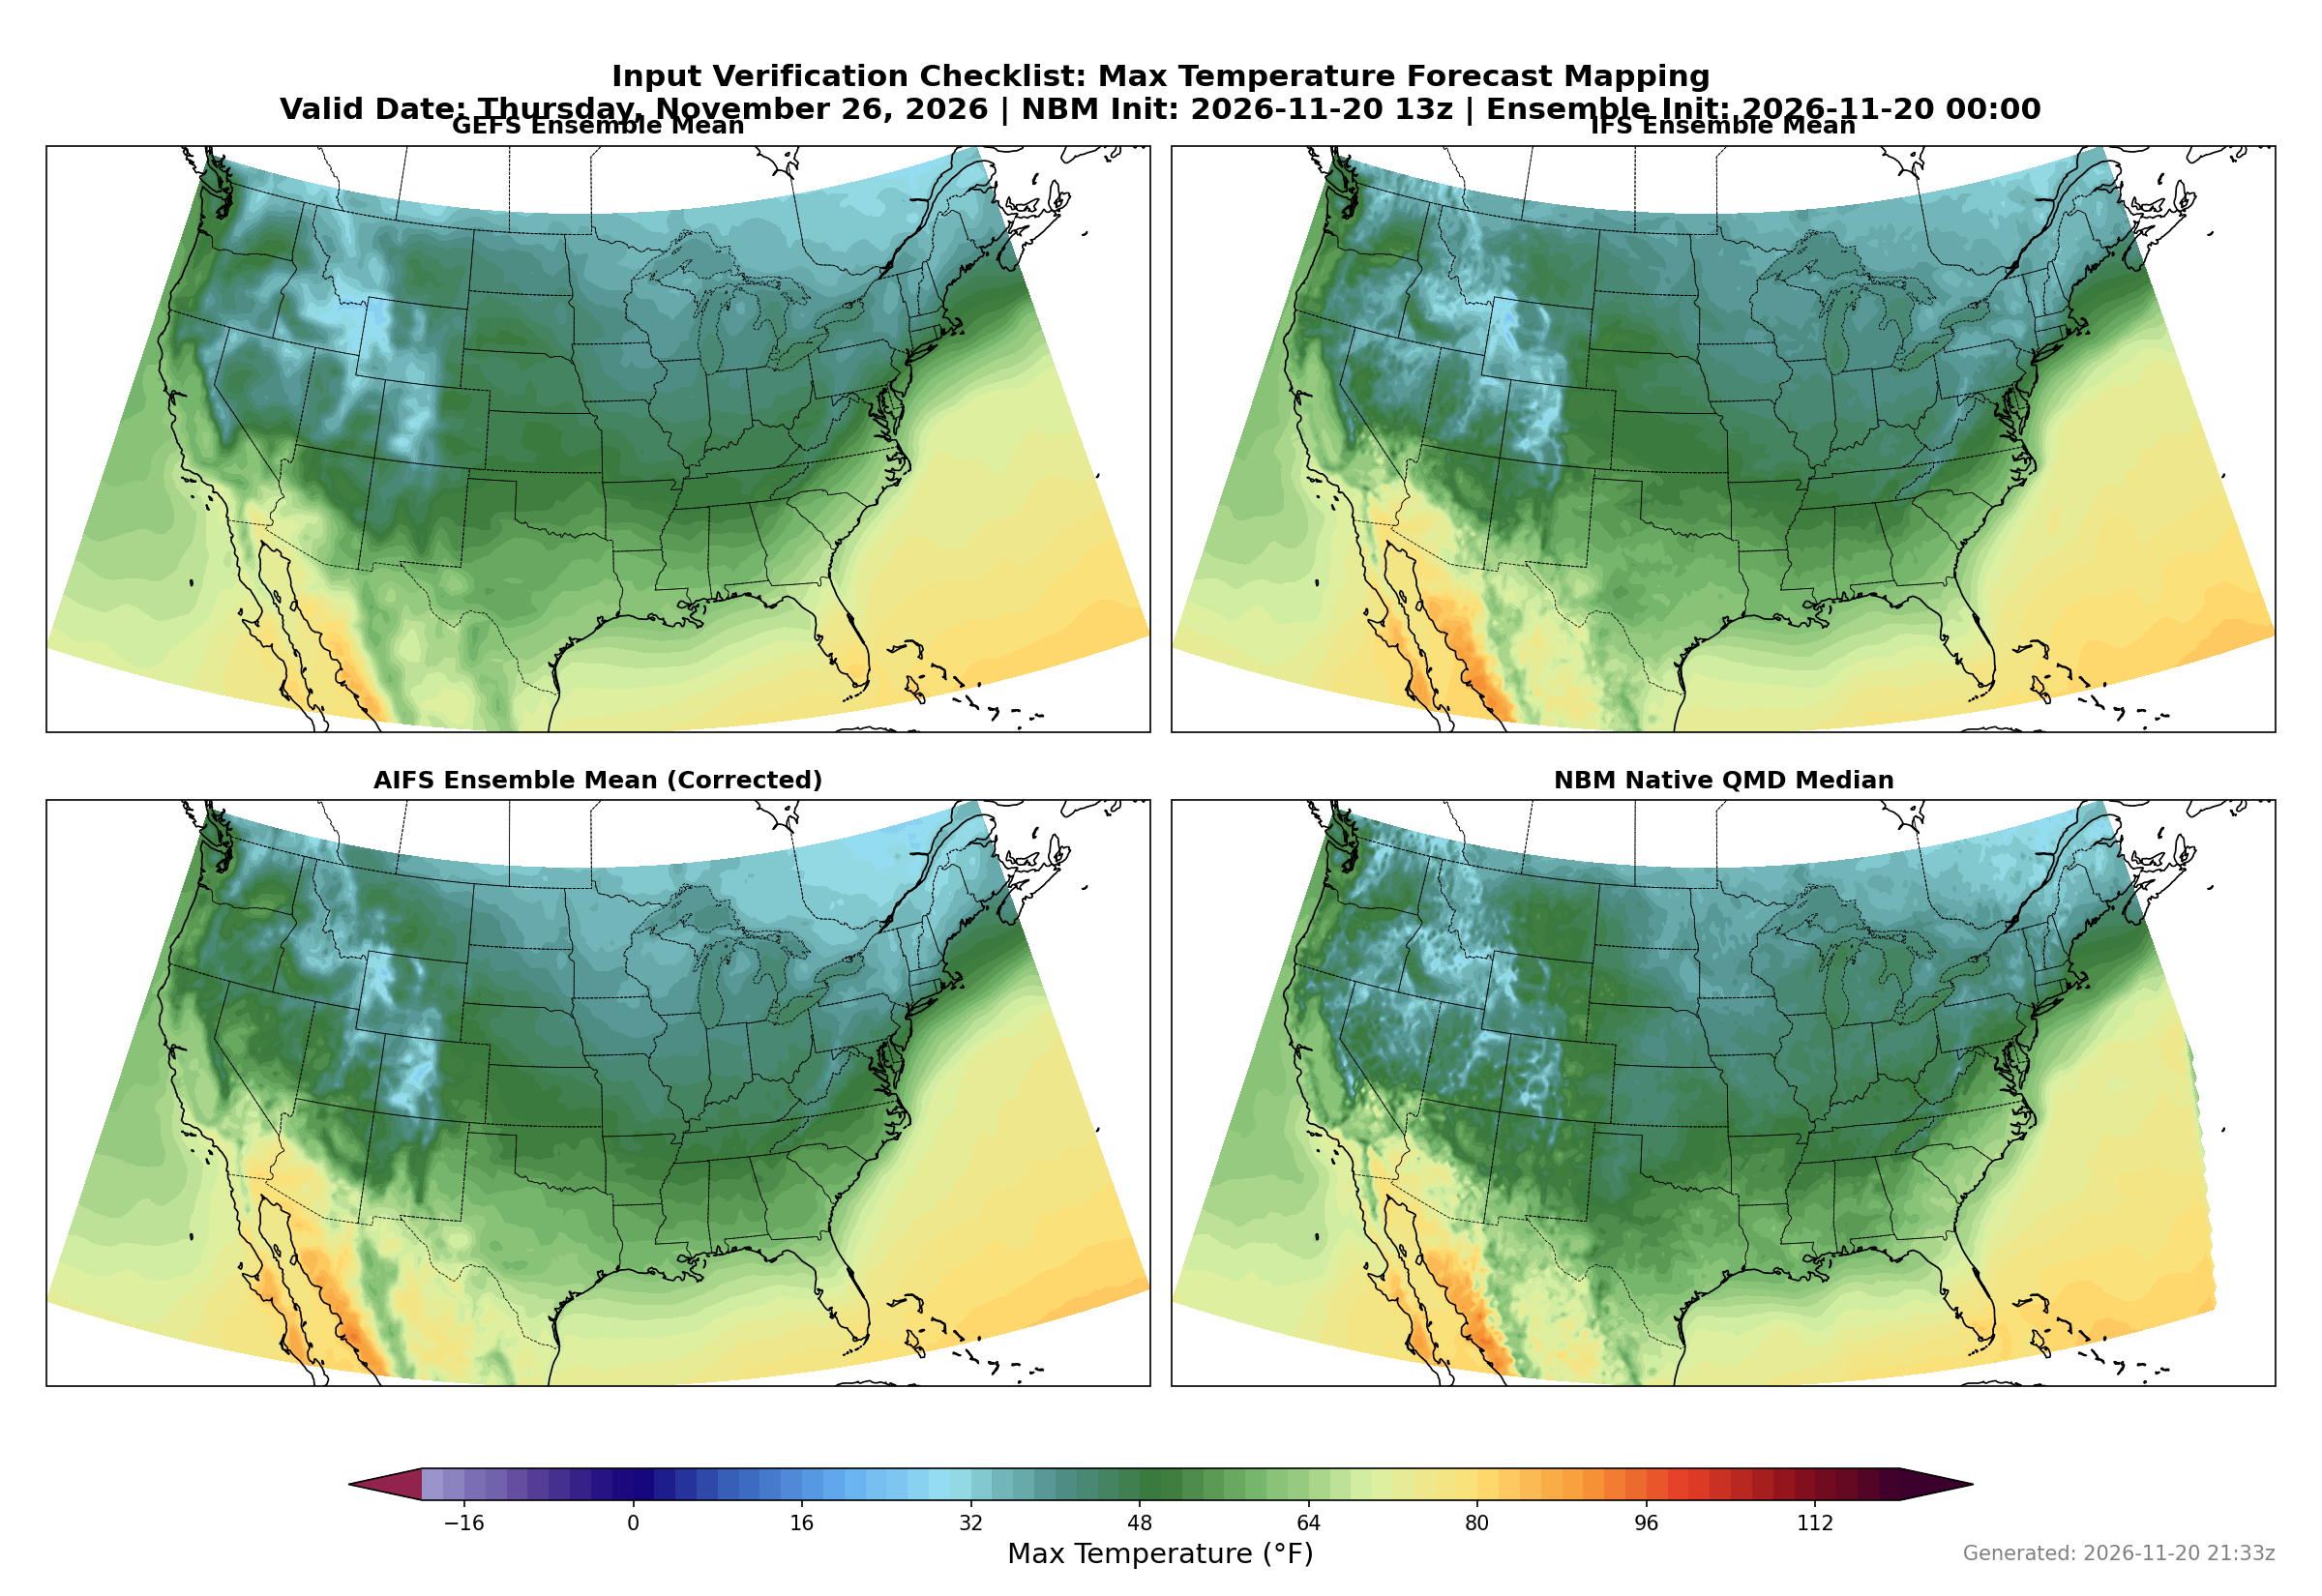 Input Verification Checklist: Max Temperature Forecast Mapping
Valid Date: Thursday, November 26, 2026 | NBM Init: 2026-11-20 13z | Ensemble Init: 2026-11-20 00:00
GEFS Ensemble Mean
IFS Ensemble Mean
AIFS Ensemble Mean (Corrected)
NBM Native QMD Median
−16 0 16 32 48 64 80 96 112
Max Temperature (°F)
Generated: 2026-11-20 21:33z